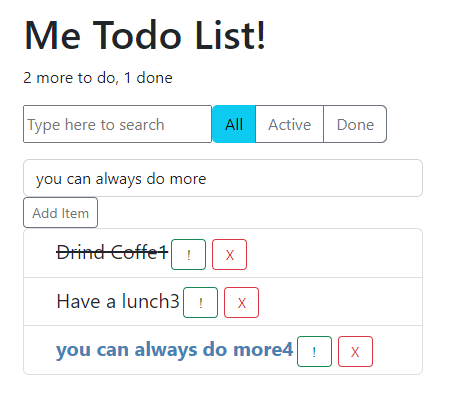 Me Todo List!
2 more to do, 1 done
Type here to search All Active Done
you can always do more
Add Item
Drind Coffe1 ! X
Have a lunch3 ! X
you can always do more4 ! X